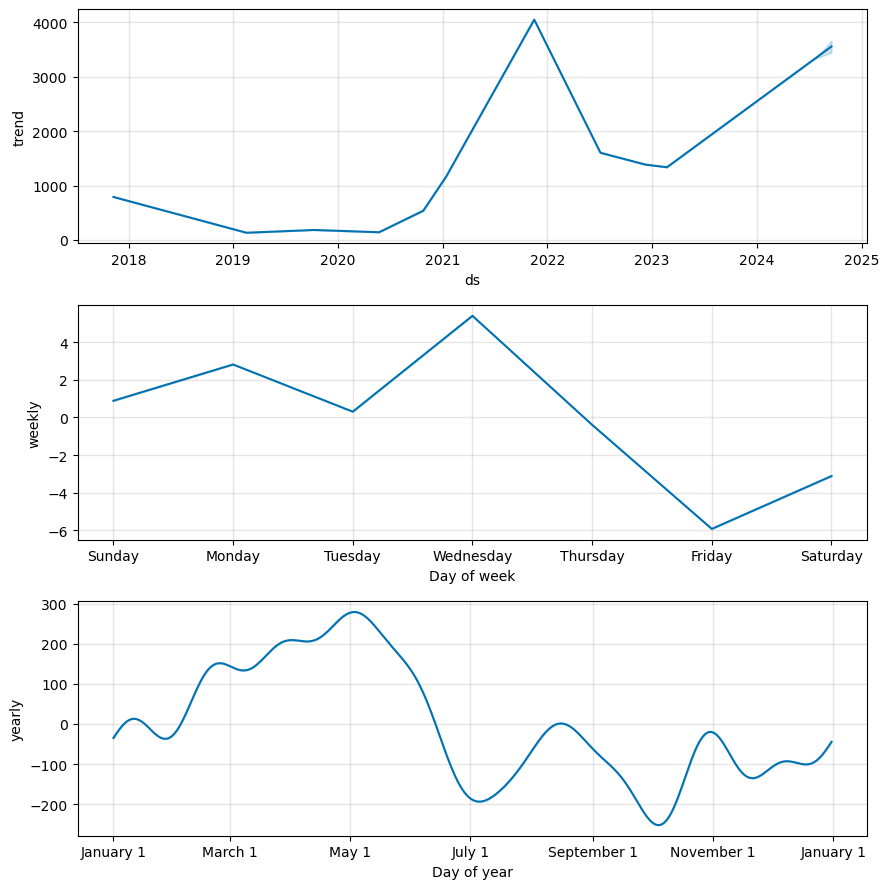 4000
3000
2000
1000
0
trend
2018 2019 2020 2021 2022 2023 2024 2025
ds
4
2
0
−2
−4
−6
weekly
Sunday Monday Tuesday Wednesday Thursday Friday Saturday
Day of week
300
200
100
0
−100
−200
yearly
January 1 March 1 May 1 July 1 September 1 November 1 January 1
Day of year